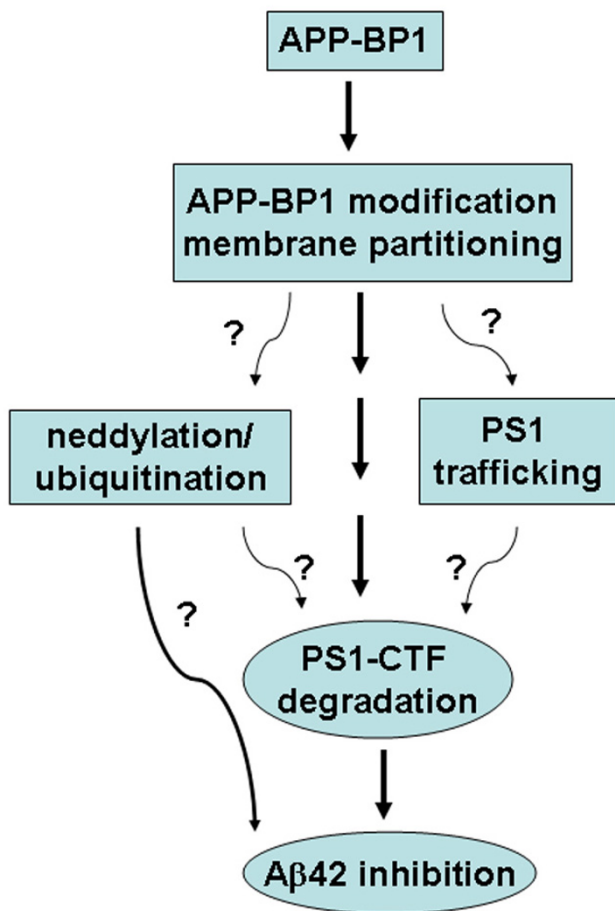 APP-BP1
APP-BP1 modification
membrane partitioning
?
?
neddylation/
ubiquitination
PS1
trafficking
?
?
?
PS1-CTF
degradation
Aβ42 inhibition